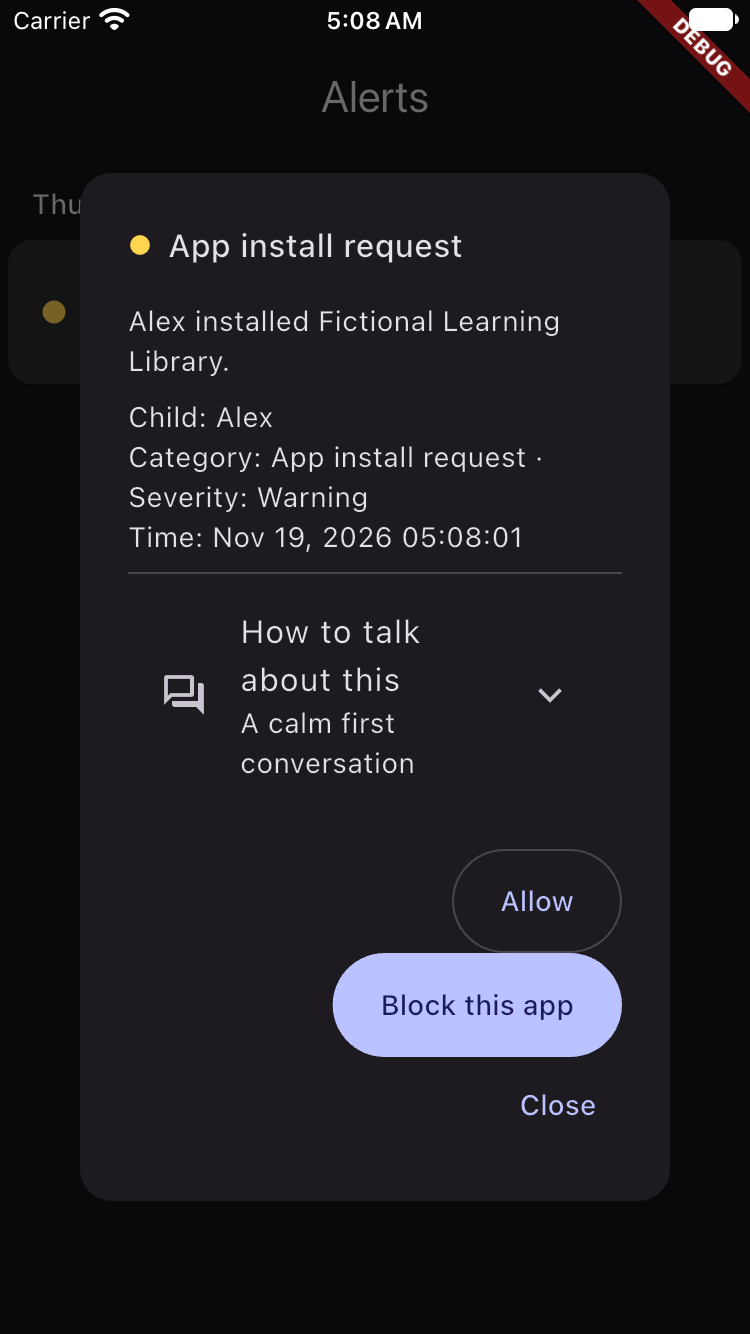 Carrier 5:08 AM
DEBUG
Alerts
Thu
App install request
Alex installed Fictional Learning
Library.
Child: Alex
Category: App install request ·
Severity: Warning
Time: Nov 19, 2026 05:08:01
How to talk
about this
A calm first
conversation
Allow
Block this app
Close